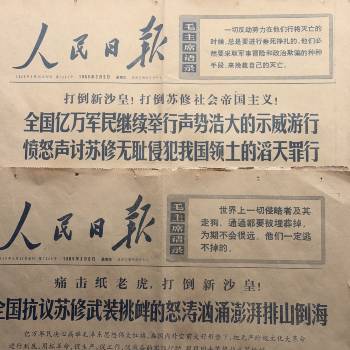 人民日报
毛主席语录
一切反动势力在他们行将灭亡的
时候，总是要进行垂死挣扎的。他们必
然要采取军事冒险和政治欺骗的种种
手段，来挽救自己的灭亡。
打倒新沙皇！打倒苏修社会帝国主义！
全国亿万军民继续举行声势浩大的示威游行
愤怒声讨苏修无耻侵犯我国领土的滔天罪行
人民日报
毛主席语录
世界上一切侵略者及其
走狗，通通都要被埋葬掉，
为期不会很远。他们一定逃
不掉的。
痛击纸老虎，打倒新沙皇！
全国抗议苏修武装挑衅的怒涛汹涌澎湃排山倒海